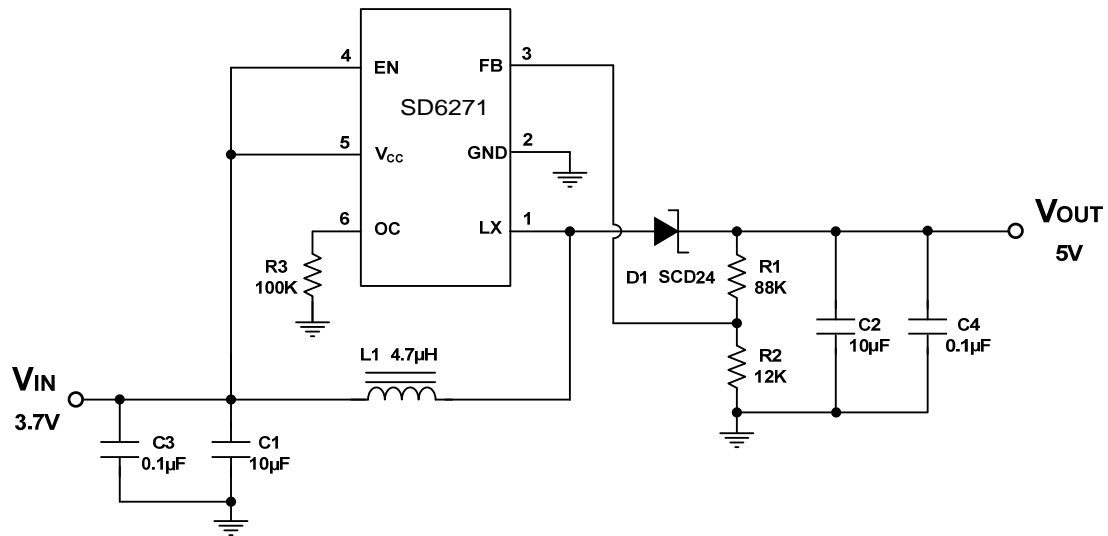 4
EN
FB
3
SD6271
5
VCC
GND
2
6
OC
LX
1
R3
100K
D1 SCD24
R1
88K
VOUT
5V
C2
10µF
C4
0.1µF
R2
12K
L1 4.7µH
VIN
3.7V
C3
0.1µF
C1
10µF